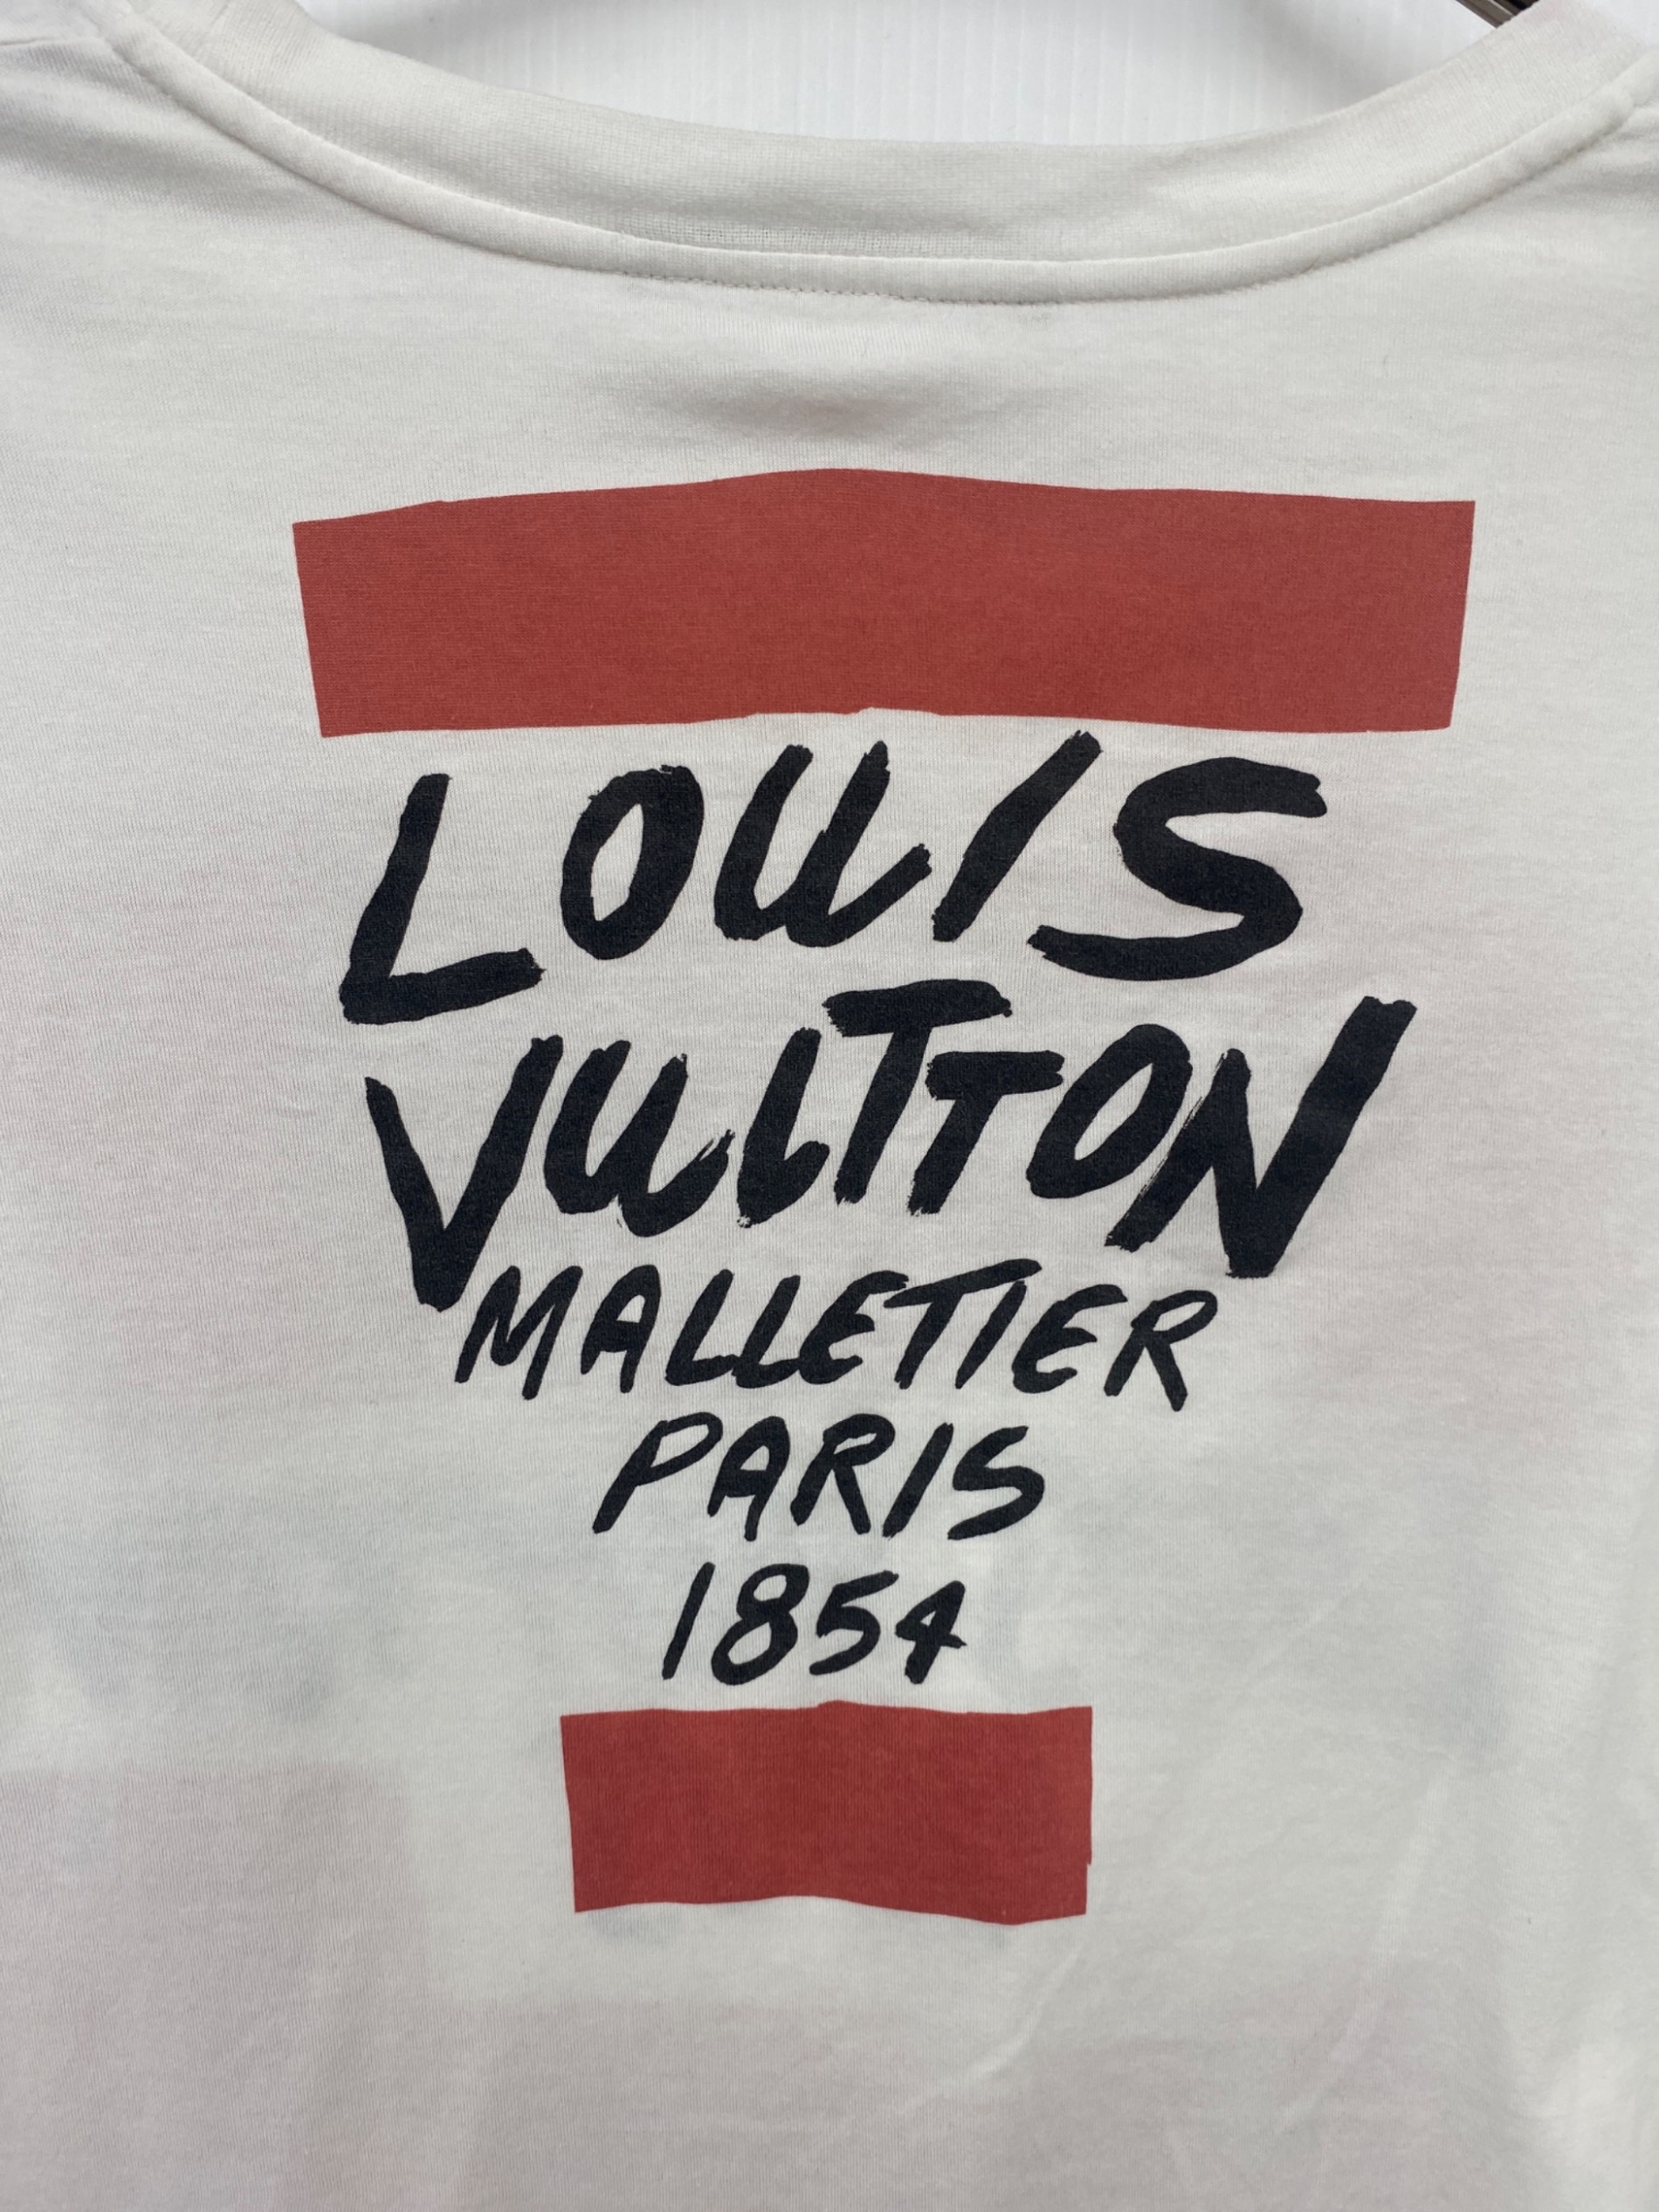 LOUIS
VUITTON
MALLETIER
PARIS
1854